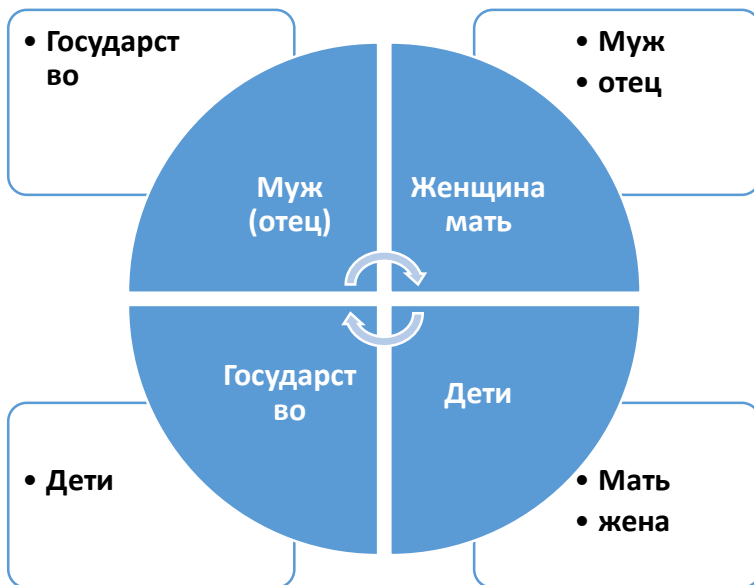 • Государст
во
• Муж
• отец
Муж
(отец)
Женщина
мать
Государст
во
Дети
• Дети
• Мать
• жена